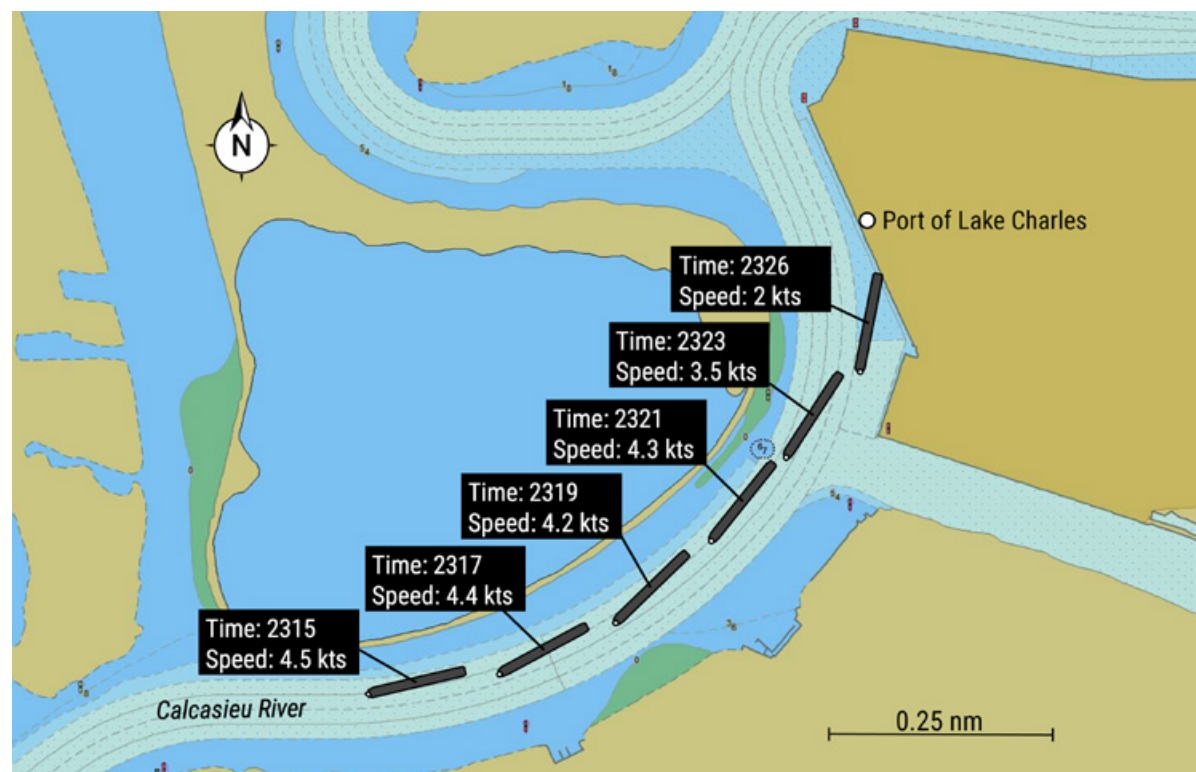 N
Port of Lake Charles
Time: 2326
Speed: 2 kts
Time: 2323
Speed: 3.5 kts
Time: 2321
Speed: 4.3 kts
Time: 2319
Speed: 4.2 kts
Time: 2317
Speed: 4.4 kts
Time: 2315
Speed: 4.5 kts
Calcasieu River
0.25 nm